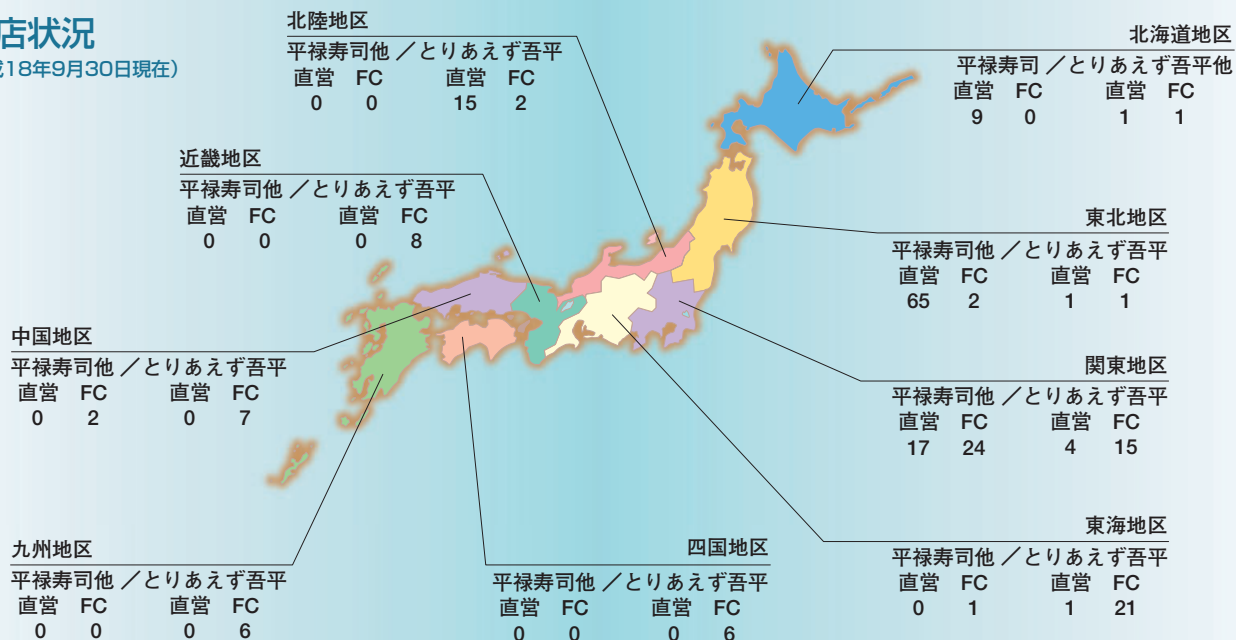 店状況
成18年9月30日現在）
北陸地区
平禄寿司他 ／とりあえず吾平
直営 FC 直営 FC
0 0 15 2
北海道地区
平禄寿司 ／とりあえず吾平他
直営 FC 直営 FC
9 0 1 1
近畿地区
平禄寿司他 ／とりあえず吾平
直営 FC 直営 FC
0 0 0 8
東北地区
平禄寿司他 ／とりあえず吾平
直営 FC 直営 FC
65 2 1 1
中国地区
平禄寿司他 ／とりあえず吾平
直営 FC 直営 FC
0 2 0 7
関東地区
平禄寿司他 ／とりあえず吾平
直営 FC 直営 FC
17 24 4 15
九州地区
平禄寿司他 ／とりあえず吾平
直営 FC 直営 FC
0 0 0 6
四国地区
平禄寿司他 ／とりあえず吾平
直営 FC 直営 FC
0 0 0 6
東海地区
平禄寿司他 ／とりあえず吾平
直営 FC 直営 FC
0 1 1 21